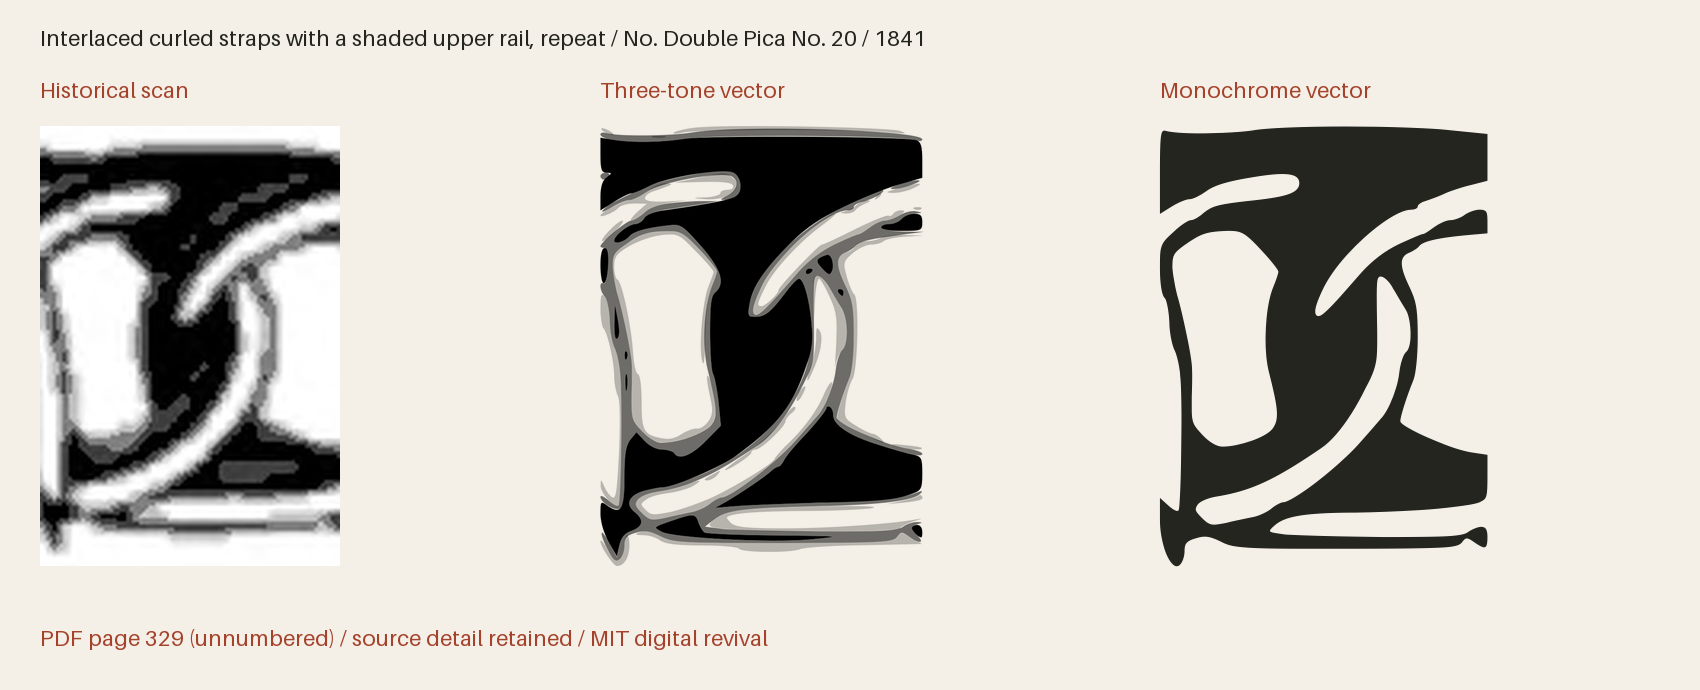 Interlaced curled straps with a shaded upper rail, repeat / No. Double Pica No. 20 / 1841
Historical scan
Three-tone vector
Monochrome vector
PDF page 329 (unnumbered) / source detail retained / MIT digital revival